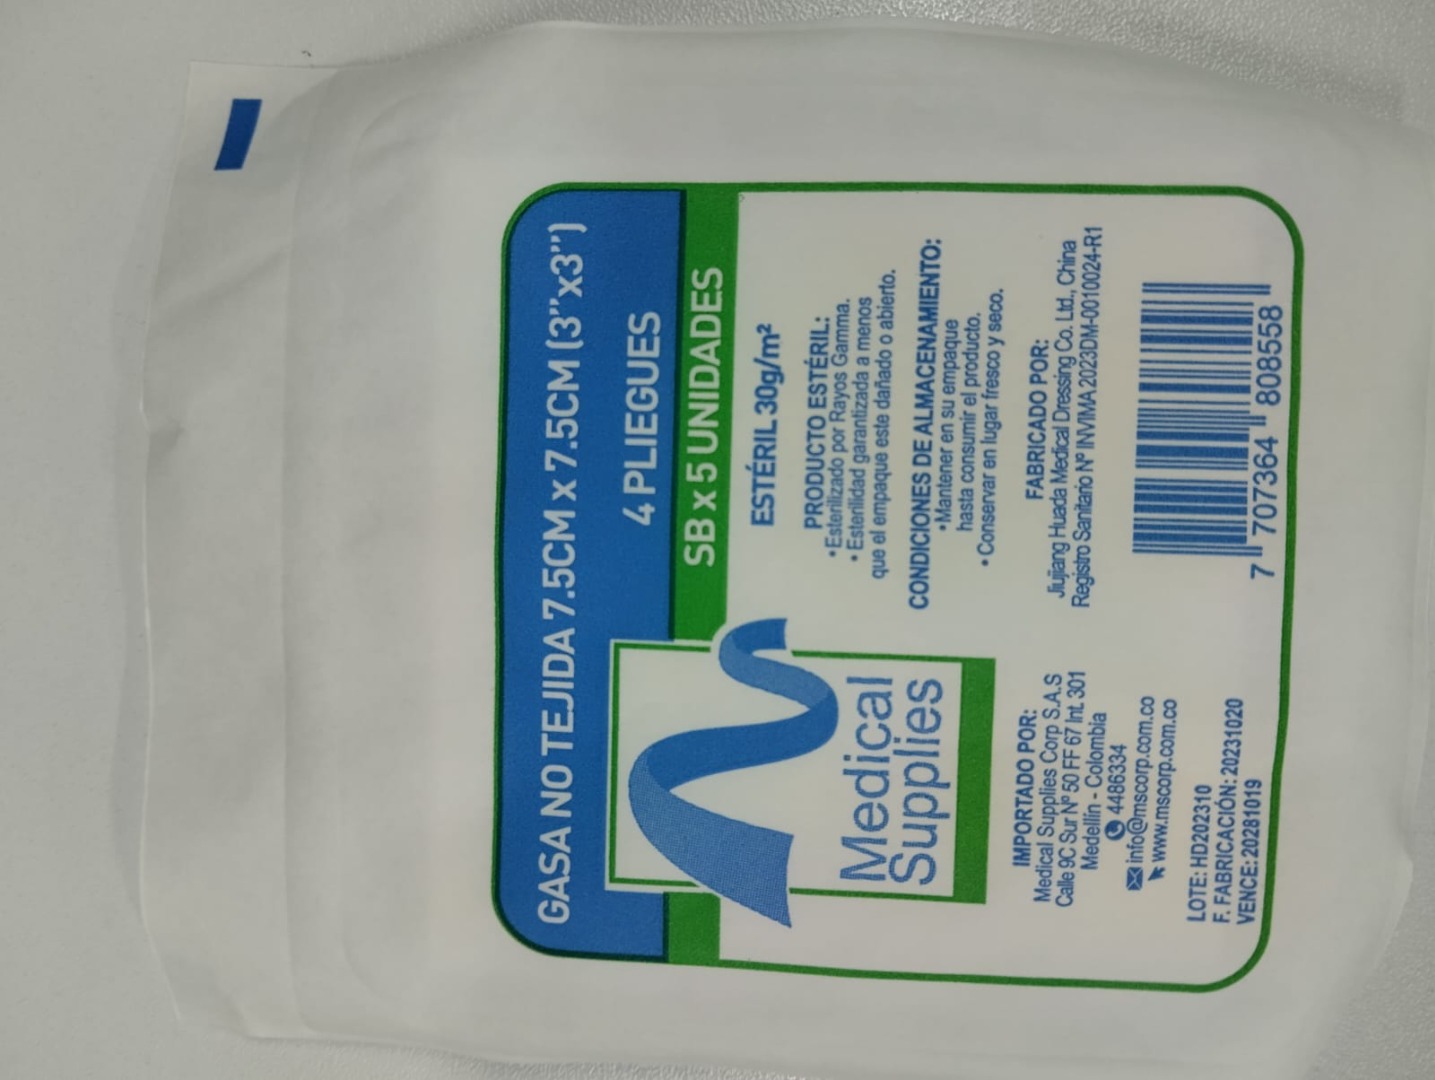 GASA NO TEJIDA 7.5CM x 7.5CM (3"x3")
4 PLIEGUES
SB x 5 UNIDADES
Medical
Supplies
ESTÉRIL 30g/m²
PRODUCTO ESTÉRIL:
• Esterilizado por Rayos Gamma.
• Esterilidad garantizada a menos
que el empaque este dañado o abierto.
CONDICIONES DE ALMACENAMIENTO:
• Mantener en su empaque
hasta consumir el producto.
• Conservar en lugar fresco y seco.
IMPORTADO POR:
Medical Supplies Corp S.A.S
Calle 9C Sur Nº 50 FF 67 Int. 301
Medellín - Colombia
4486334
info@mscorp.com.co
www.mscorp.com.co
FABRICADO POR:
Jiujiang Huada Medical Dressing Co. Ltd., China
Registro Sanitario Nº INVIMA 2023DM-0010024-R1
LOTE: HD202310
F. FABRICACIÓN: 20231020
VENCE: 20281019
7 707364 808558